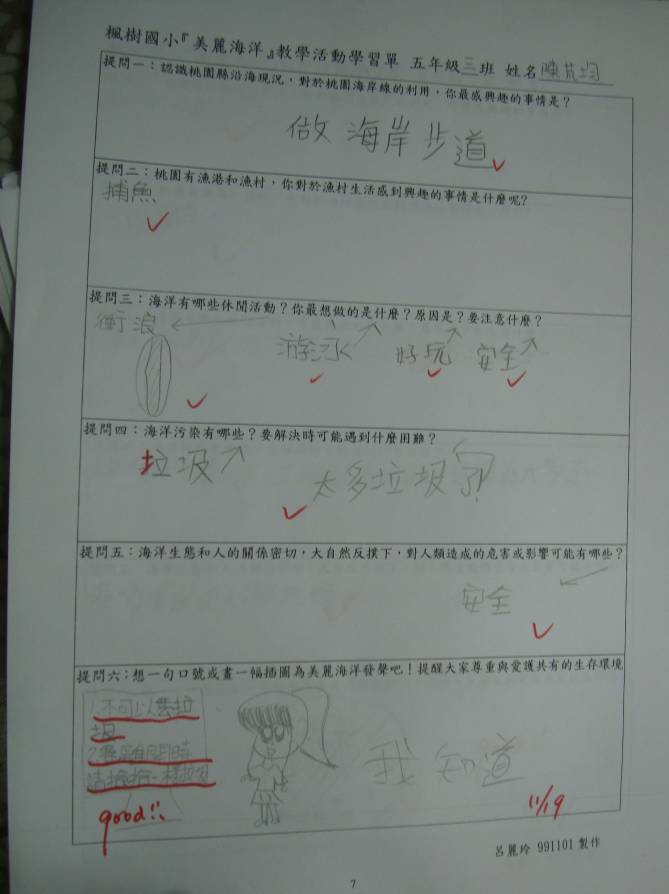 楓樹國小『美麗海洋』教學活動學習單 五年級三班 姓名陳
提問一：認識桃園縣沿海現況，對於桃園海岸線的利用，你最感興趣的事情是？
做海岸步道
提問二：桃園有漁港和漁村，你對於漁村生活感到興趣的事情是什麼呢?
捕魚
提問三：海洋有哪些休閒活動？你最想做的是什麼？原因是？要注意什麼？
衝浪 游泳 好玩 安全
提問四：海洋污染有哪些？要解決時可能遇到什麼困難？
垃圾 太多垃圾了!
提問五：海洋生態和人的關係密切，大自然反撲下，對人類造成的危害或影響可能有哪些？
安全
提問六：想一句口號或畫一幅插圖為美麗海洋發聲吧！提醒大家尊重與愛護共有的生存環境
1.不可以丟垃
圾
我知道
good!!
11/19
呂麗玲 991101 製作
7